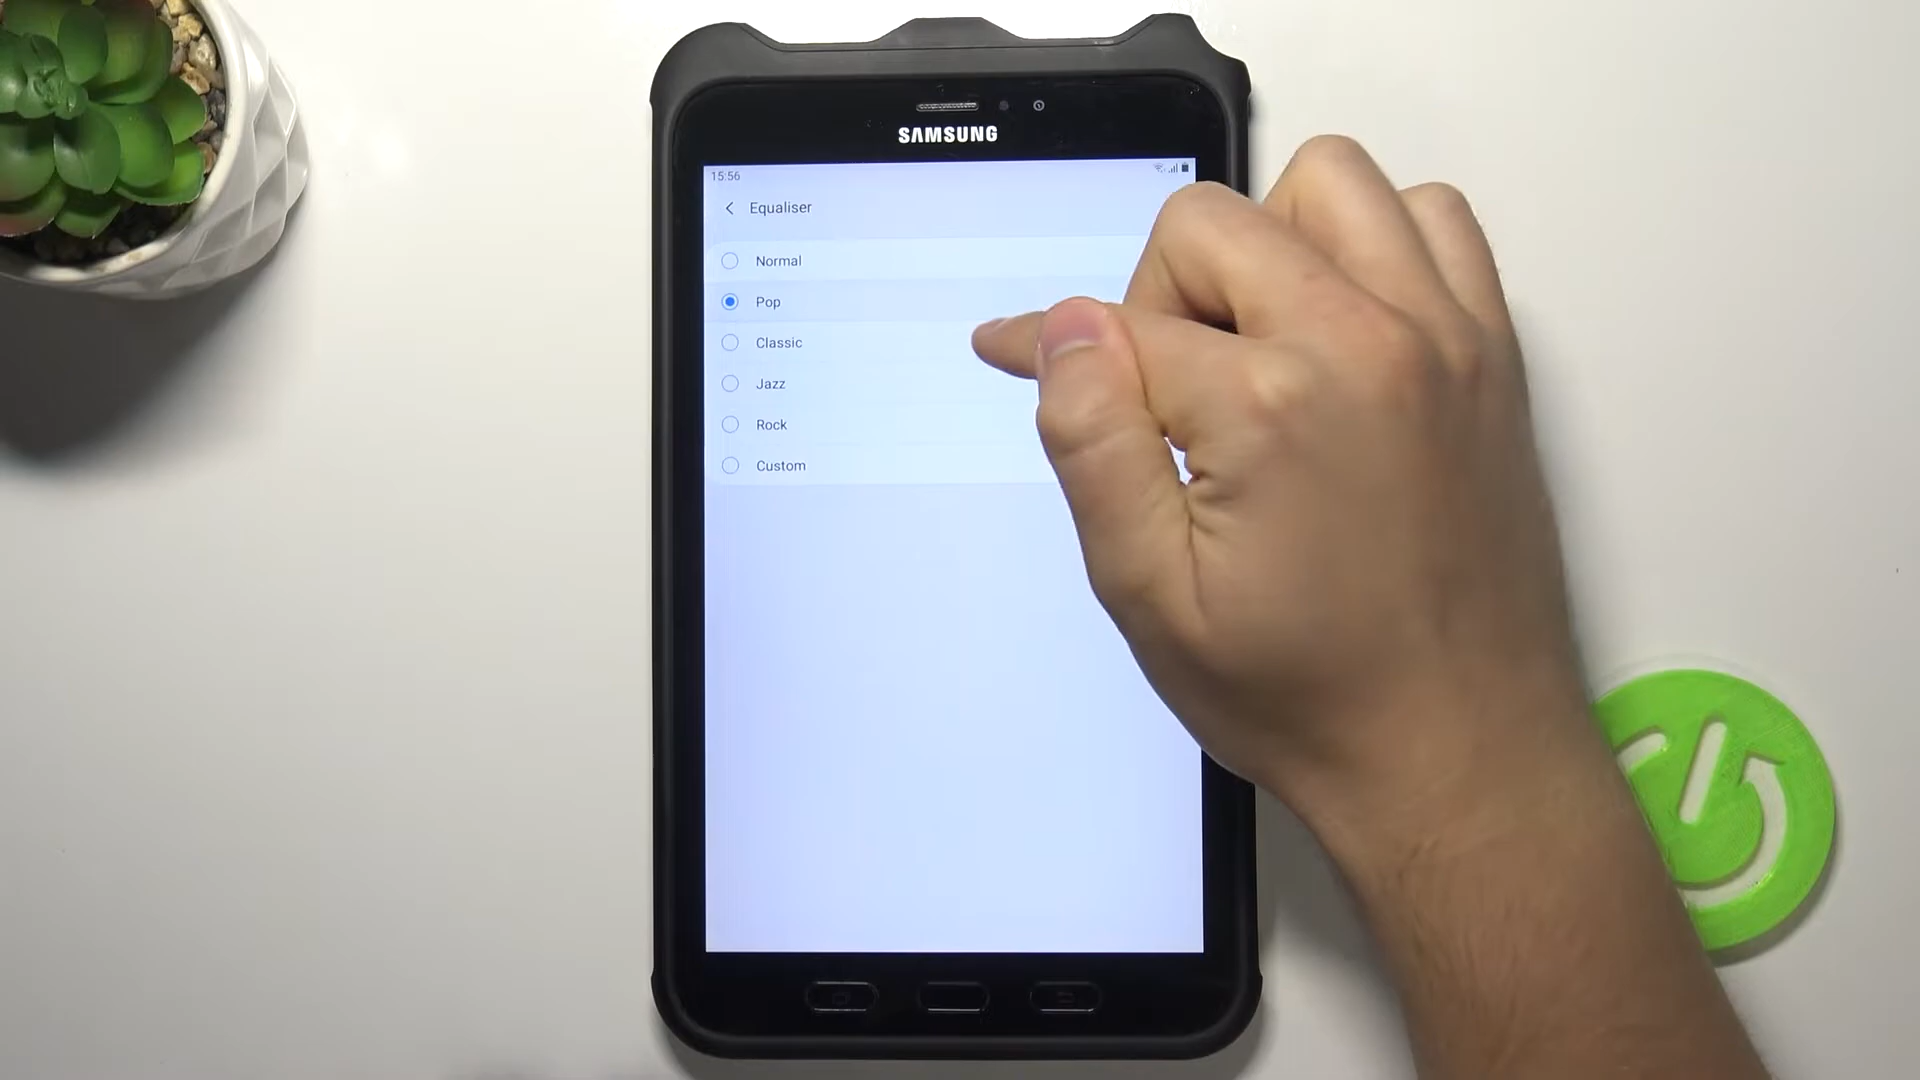 SAMSUNG
15:56
Equaliser
Normal
Pop
Classic
Jazz
Rock
Custom